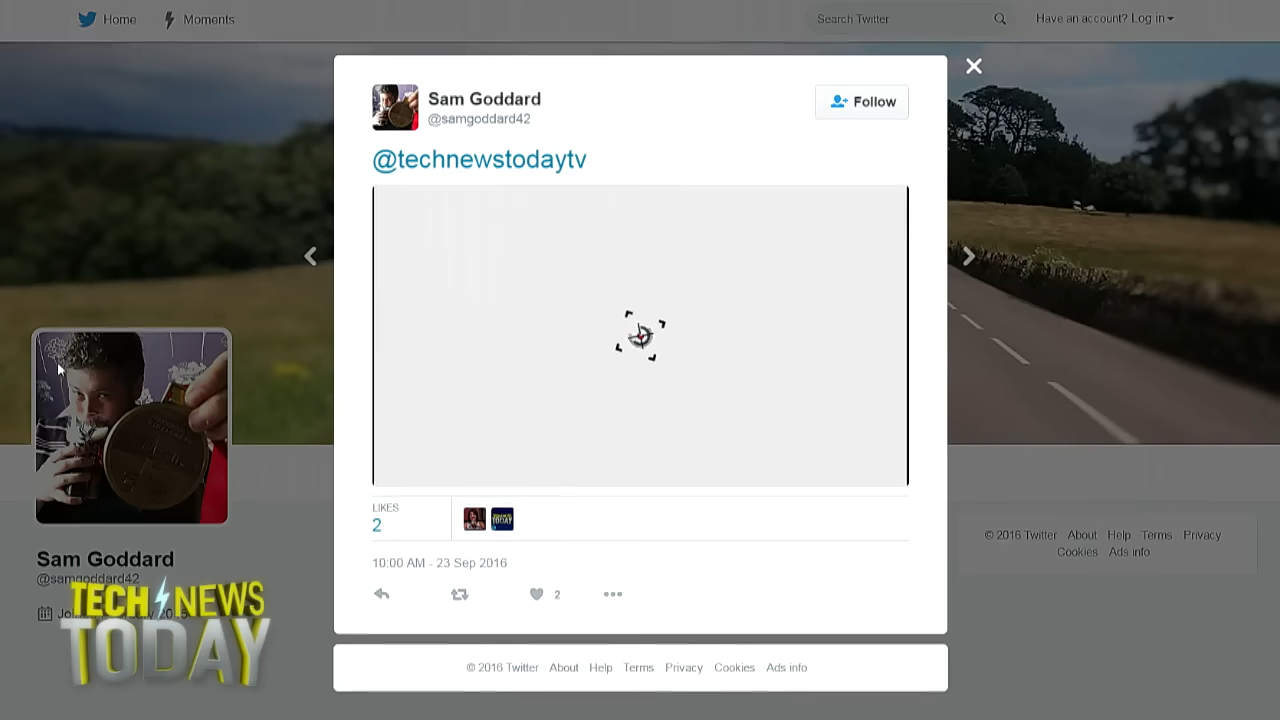 Home
Moments
Search Twitter
Have an account? Log in
Sam Goddard
@samgoddard42
Follow
@technewstodaytv
LIKES
2
10:00 AM - 23 Sep 2016
2
© 2016 Twitter About Help Terms Privacy Cookies Ads info
Sam Goddard
@samgoddard42
TECH NEWS
TODAY
© 2016 Twitter About Help Terms Privacy
Cookies Ads info